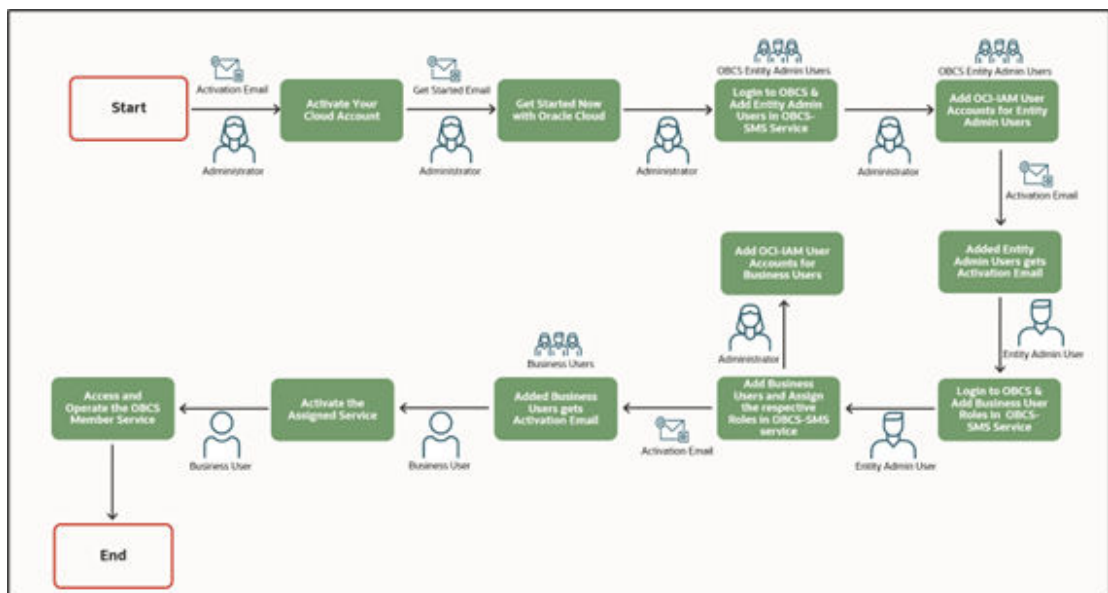 Start
Activation Email
Administrator
Activate Your
Cloud Account
Get Started Email
Administrator
Get Started Now
with Oracle Cloud
Administrator
OBCS Entity Admin Users
Login to OBCS &
Add Entity Admin
Users in OBCS-
SMS Service
Administrator
OBCS Entity Admin Users
Add OCI-IAM User
Accounts for Entity
Admin Users
Activation Email
Added Entity
Admin Users gets
Activation Email
Entity Admin User
Login to OBCS &
Add Business User
Roles in OBCS-
SMS Service
Entity Admin User
Add Business
Users and Assign
the respective
Roles in OBCS-SMS
service
Administrator
Add OCI-IAM User
Accounts for
Business Users
Activation Email
Business Users
Added Business
Users gets
Activation Email
Business User
Activate the
Assigned Service
Business User
Access and
Operate the OBCS
Member Service
End